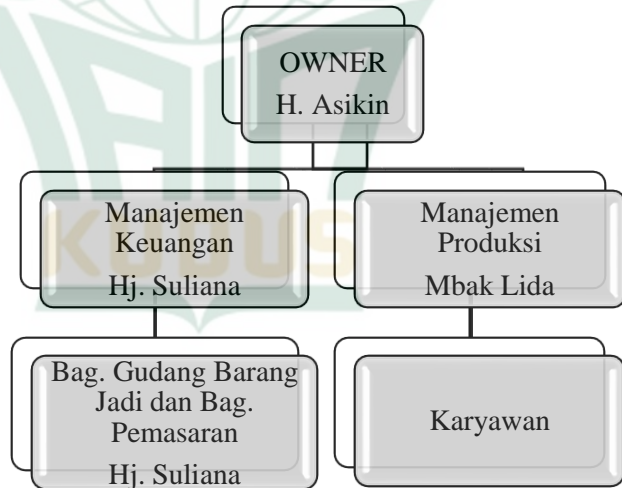 OWNER
H. Asikin
Manajemen
Keuangan
Hj. Suliana
Manajemen
Produksi
Mbak Lida
Bag. Gudang Barang
Jadi dan Bag.
Pemasaran
Hj. Suliana
Karyawan
KUDUS